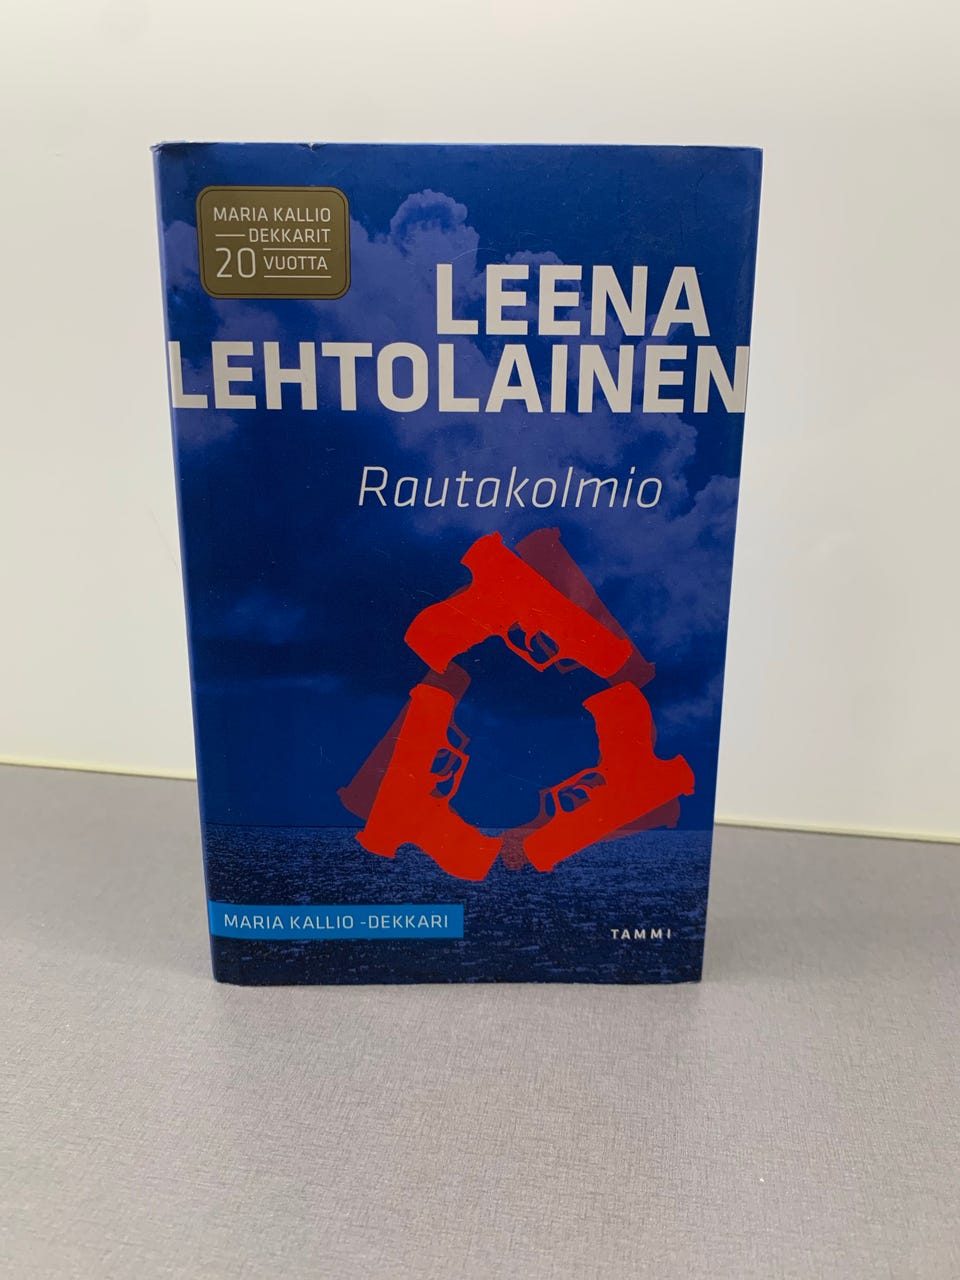 MARIA KALLIO
DEKKARIT
20 VUOTTA
LEENA
LEHTOLAINEN
Rautakolmio
MARIA KALLIO -DEKKARI
TAMMI